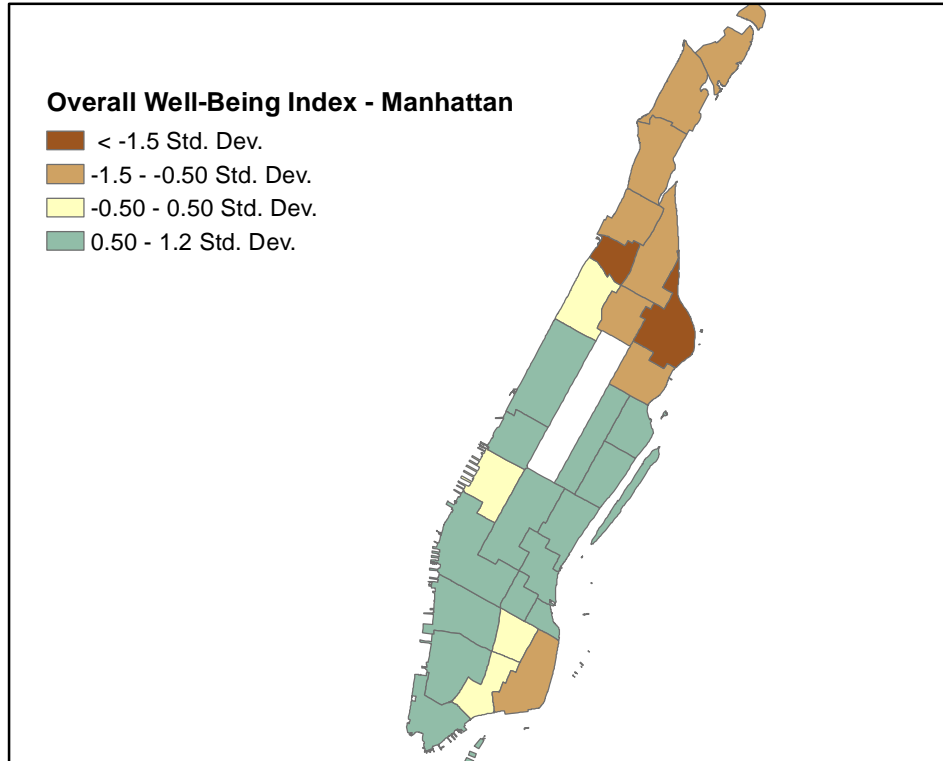 Overall Well-Being Index - Manhattan
< -1.5 Std. Dev.
-1.5 - -0.50 Std. Dev.
-0.50 - 0.50 Std. Dev.
0.50 - 1.2 Std. Dev.